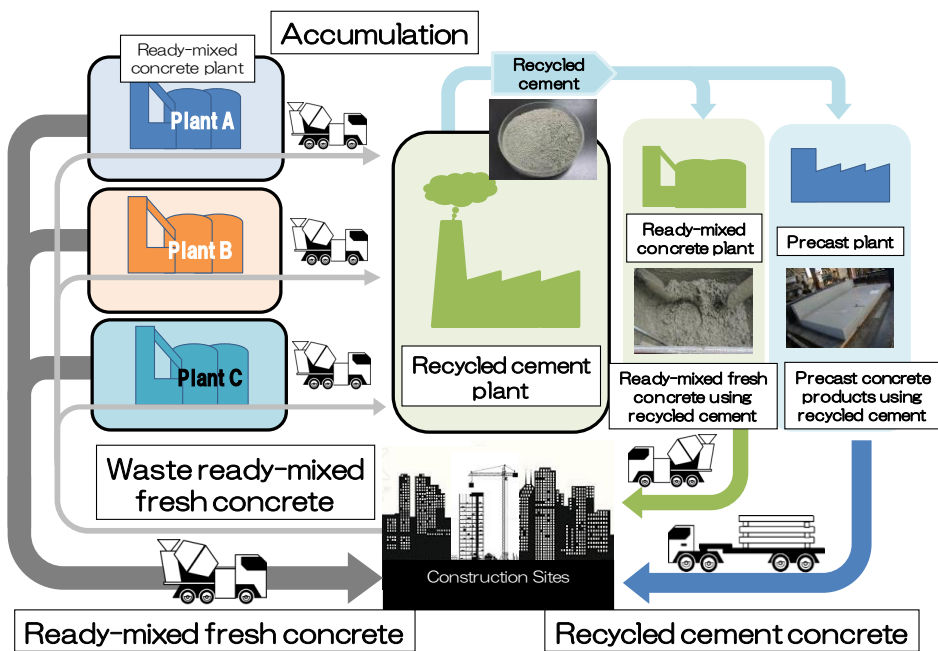 Accumulation
Ready-mixed
concrete plant
Plant A
Plant B
Plant C
Recycled
cement
Recycled cement
plant
Ready-mixed
concrete plant
Precast plant
Ready-mixed fresh
concrete using
recycled cement
Precast concrete
products using
recycled cement
Waste ready-mixed
fresh concrete
Construction Sites
Ready-mixed fresh concrete
Recycled cement concrete